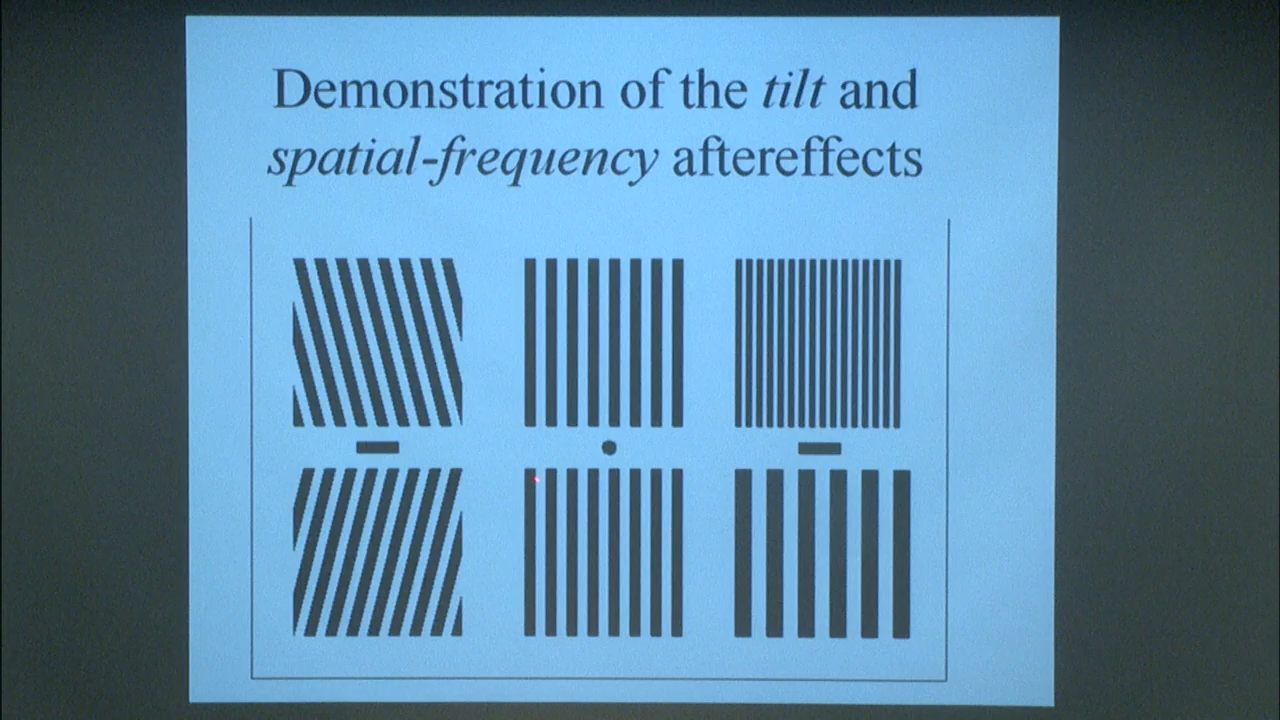 Demonstration of the tilt and
spatial-frequency aftereffects